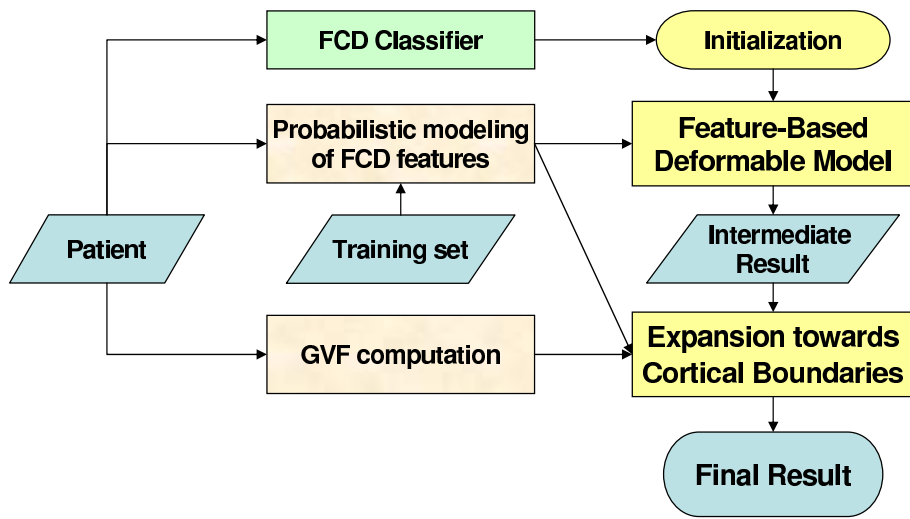 FCD Classifier
Initialization
Probabilistic modeling
of FCD features
Feature-Based
Deformable Model
Patient
Training set
Intermediate
Result
GVF computation
Expansion towards
Cortical Boundaries
Final Result